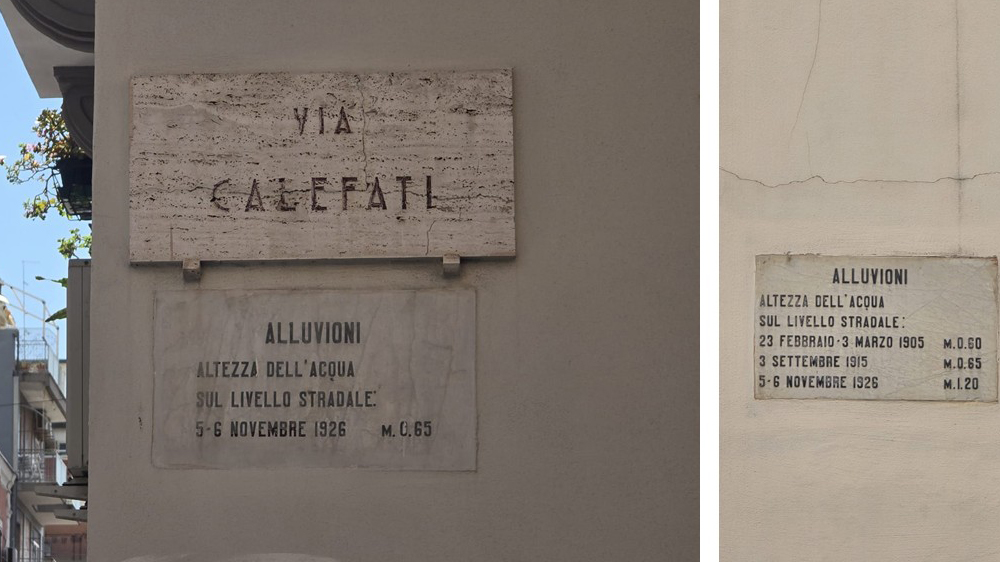 VIA
CALEFATI
ALLUVIONI
ALTEZZA DELL'ACQUA
SUL LIVELLO STRADALE:
5-6 NOVEMBRE 1926 M.0.65
ALLUVIONI
ALTEZZA DELL'ACQUA
SUL LIVELLO STRADALE:
23 FEBBRAIO-3 MARZO 1905 M.0.60
3 SETTEMBRE 1915 M.0.65
5-6 NOVEMBRE 1926 M.1.20